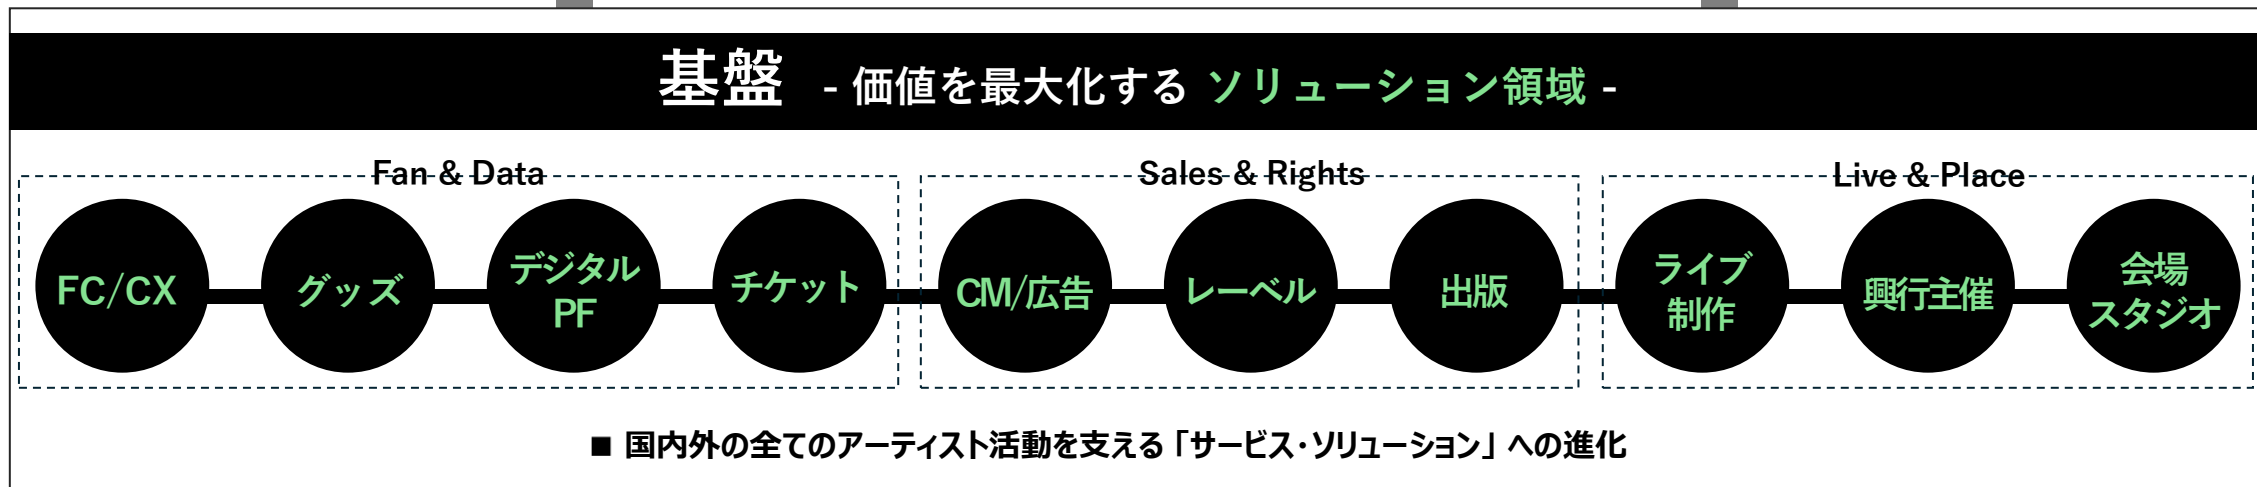 基盤 - 価値を最大化する ソリューション領域 -
Fan & Data
Sales & Rights
Live & Place
FC/CX
グッズ
デジタル
PF
チケット
CM/広告
レーベル
出版
ライブ
制作
興行主催
会場
スタジオ
■ 国内外の全てのアーティスト活動を支える「サービス・ソリューション」への進化